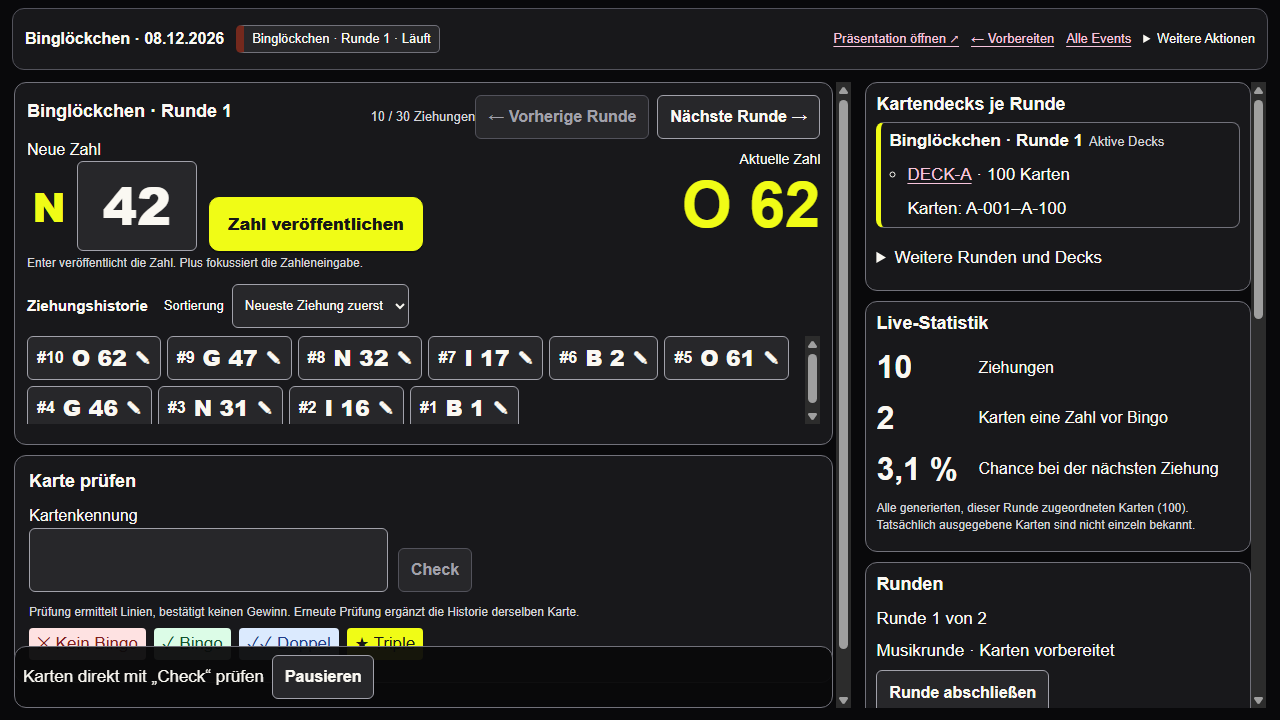 Binglöckchen · 08.12.2026
Binglöckchen · Runde 1 · Läuft
Präsentation öffnen ↗
← Vorbereiten
Alle Events
▶ Weitere Aktionen
Binglöckchen · Runde 1
10 / 30 Ziehungen
← Vorherige Runde
Nächste Runde →
Neue Zahl
N 42
Zahl veröffentlichen
Aktuelle Zahl
O 62
Enter veröffentlicht die Zahl. Plus fokussiert die Zahleneingabe.
Ziehungshistorie
Sortierung
Neueste Ziehung zuerst
#10 O 62
#9 G 47
#8 N 32
#7 I 17
#6 B 2
#5 O 61
#4 G 46
#3 N 31
#2 I 16
#1 B 1
Karte prüfen
Kartenkennung
Check
Prüfung ermittelt Linien, bestätigt keinen Gewinn. Erneute Prüfung ergänzt die Historie derselben Karte.
✕ Kein Bingo
✓ Bingo
✓✓ Doppel
★ Triple
Karten direkt mit „Check“ prüfen
Pausieren
Kartendecks je Runde
Binglöckchen · Runde 1 Aktive Decks
DECK-A · 100 Karten
Karten: A-001–A-100
▶ Weitere Runden und Decks
Live-Statistik
10 Ziehungen
2 Karten eine Zahl vor Bingo
3,1 % Chance bei der nächsten Ziehung
Alle generierten, dieser Runde zugeordneten Karten (100).
Tatsächlich ausgegebene Karten sind nicht einzeln bekannt.
Runden
Runde 1 von 2
Musikrunde · Karten vorbereitet
Runde abschließen